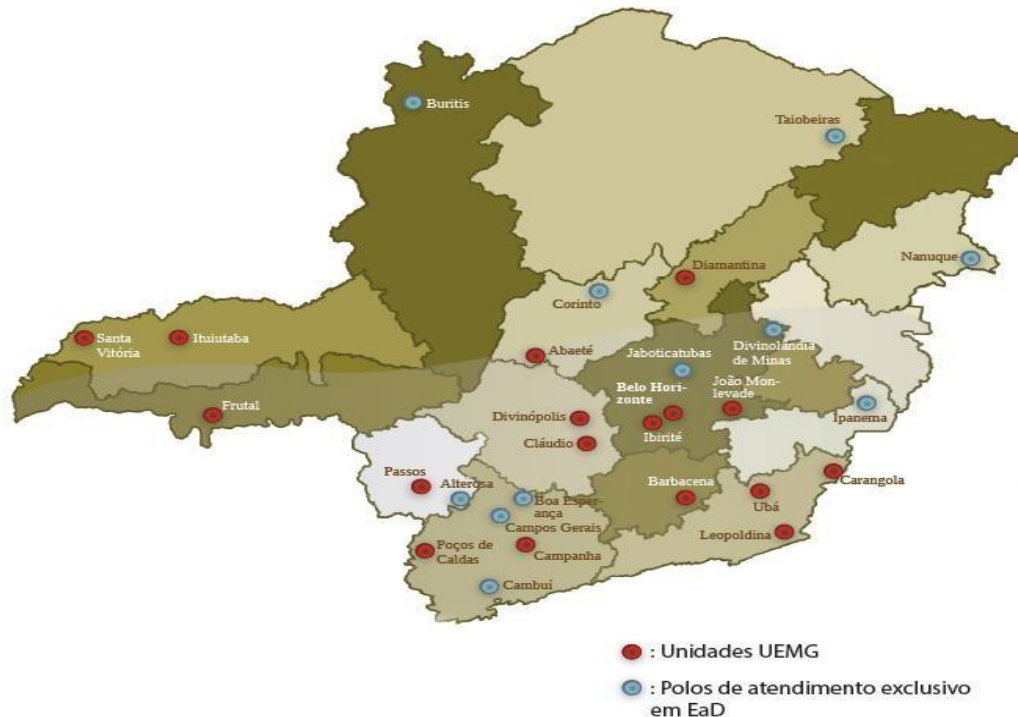 Buritis
Taiobeiras
Nanuque
Diamantina
Corinto
Santa
Vitória
Ituiutaba
Abaeté
Jaboticatubas
Divinolândia
de Minas
Belo Hori-
zonte
João Mon-
levade
Frutal
Divinópolis
Ipanema
Ibirité
Cláudio
Passos
Alterosa
Barbacena
Carangola
Boa Esper-
ança
Ubá
Campos Gerais
Leopoldina
Poços de
Caldas
Campanha
Cambuí
: Unidades UEMG
: Polos de atendimento exclusivo
em EaD